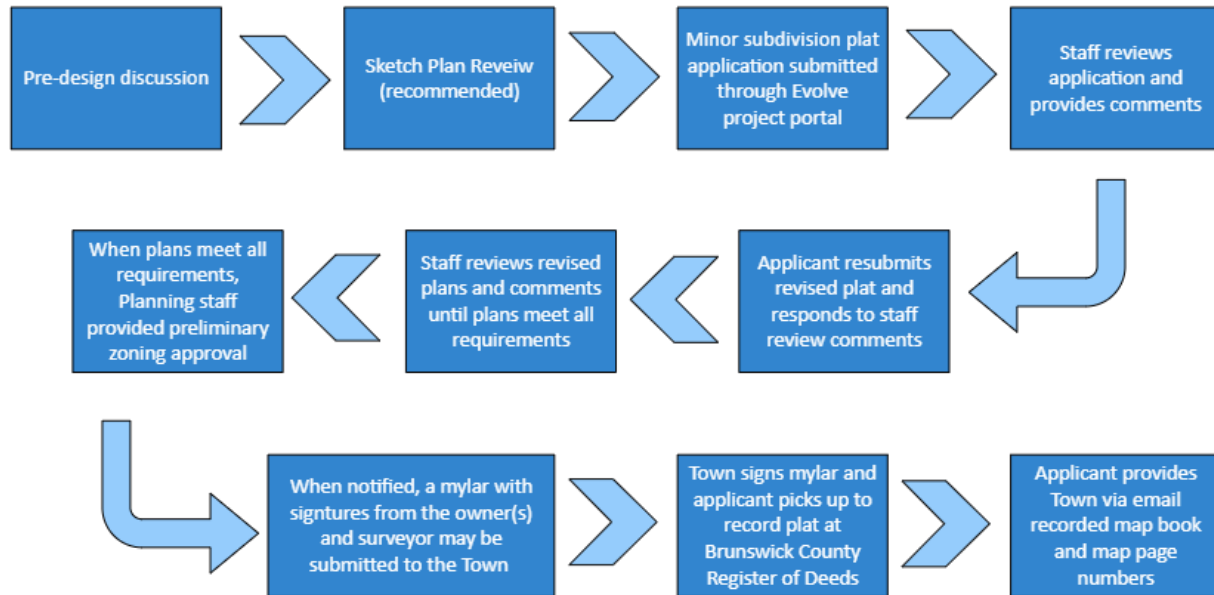 Pre-design discussion
Sketch Plan Reveiw
(recommended)
Minor subdivision plat
application submitted
through Evolve
project portal
Staff reviews
application and
provides comments
Applicant resubmits
revised plat and
responds to staff
review comments
Staff reviews revised
plans and comments
until plans meet all
requirements
When plans meet all
requirements,
Planning staff
provided preliminary
zoning approval
When notified, a mylar with
signtures from the owner(s)
and surveyor may be
submitted to the Town
Town signs mylar and
applicant picks up to
record plat at
Brunswick County
Register of Deeds
Applicant provides
Town via email
recorded map book
and map page
numbers